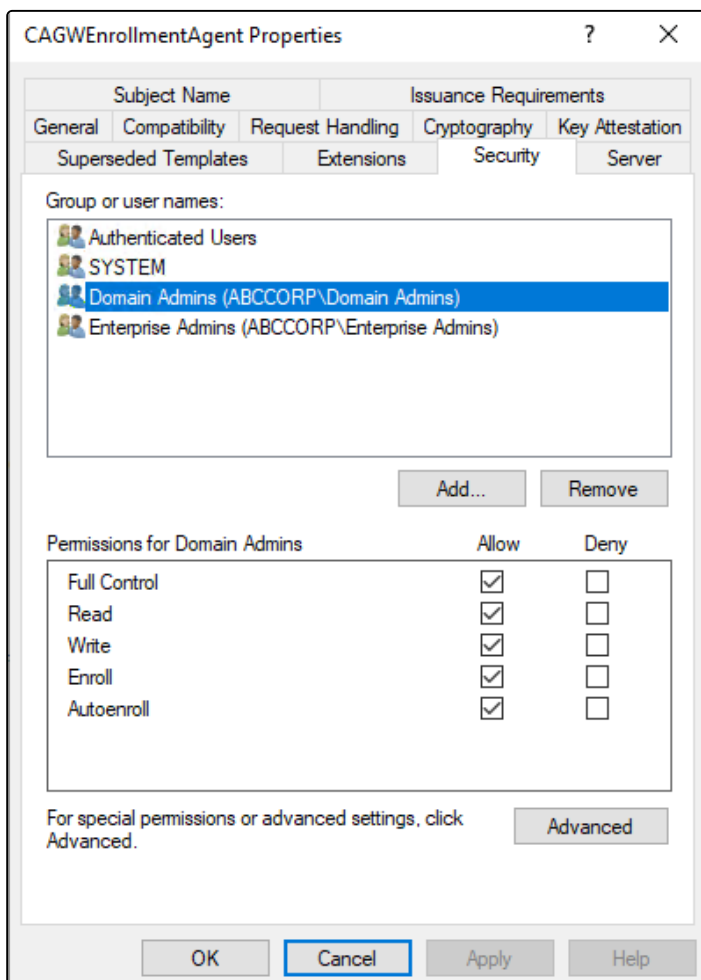 CAGWEnrollmentAgent Properties ? ×
Subject Name Issuance Requirements
General Compatibility Request Handling Cryptography Key Attestation
Superseded Templates Extensions Security Server
Group or user names:
Authenticated Users
SYSTEM
Domain Admins (ABCCORP\Domain Admins)
Enterprise Admins (ABCCORP\Enterprise Admins)
Add... Remove
Permissions for Domain Admins Allow Deny
Full Control
Read
Write
Enroll
Autoenroll
For special permissions or advanced settings, click
Advanced.
Advanced
OK Cancel Apply Help